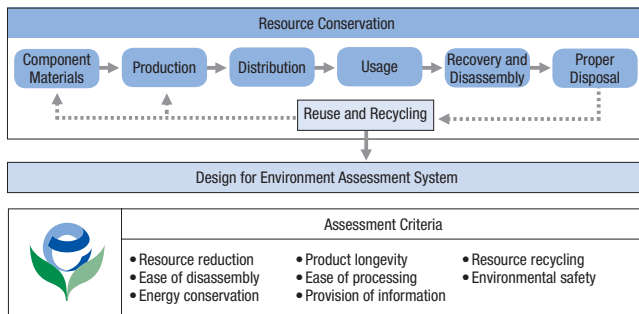 Resource Conservation
Component
Materials
Production
Distribution
Usage
Recovery and
Disassembly
Proper
Disposal
Reuse and Recycling
Design for Environment Assessment System
Assessment Criteria
• Resource reduction
• Ease of disassembly
• Energy conservation
• Product longevity
• Ease of processing
• Provision of information
• Resource recycling
• Environmental safety